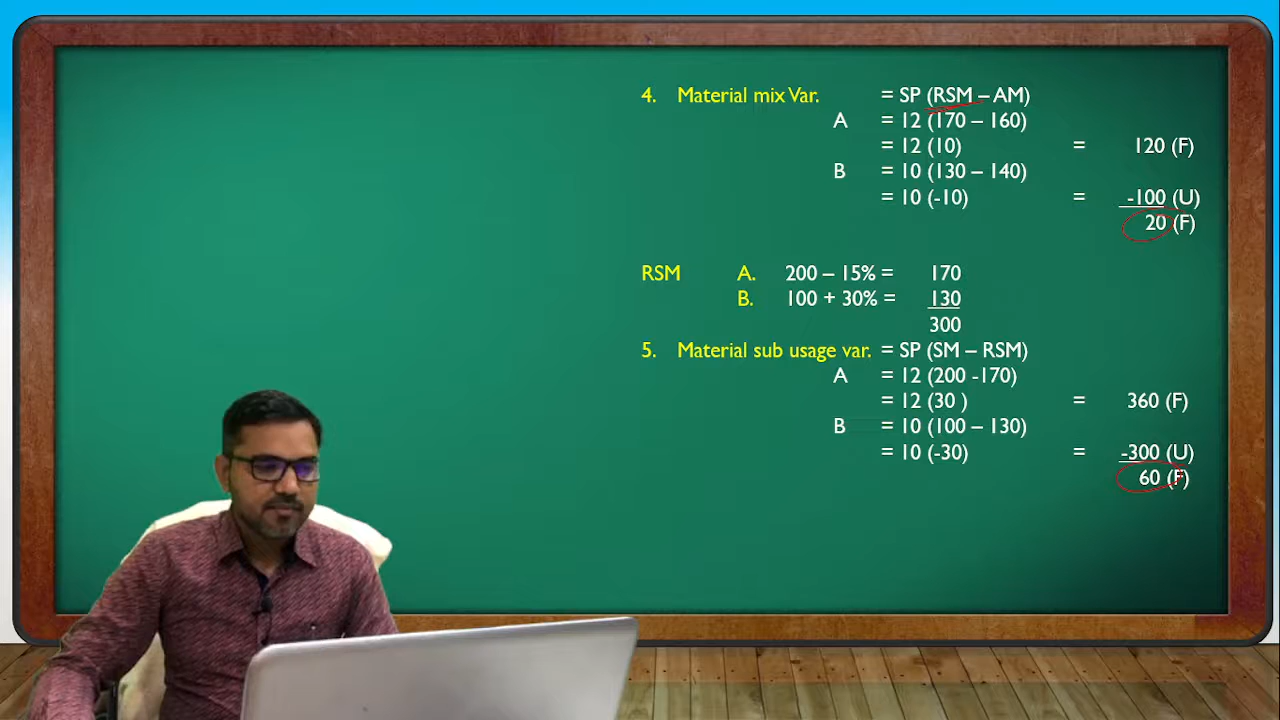 4. Material mix Var. = SP (RSM – AM)
A = 12 (170 – 160)
= 12 (10) = 120 (F)
B = 10 (130 – 140)
= 10 (-10) = -100 (U)
20 (F)
RSM A. 200 – 15% = 170
B. 100 + 30% = 130
300
5. Material sub usage var. = SP (SM – RSM)
A = 12 (200 -170)
= 12 (30 ) = 360 (F)
B = 10 (100 – 130)
= 10 (-30) = -300 (U)
60 (F)